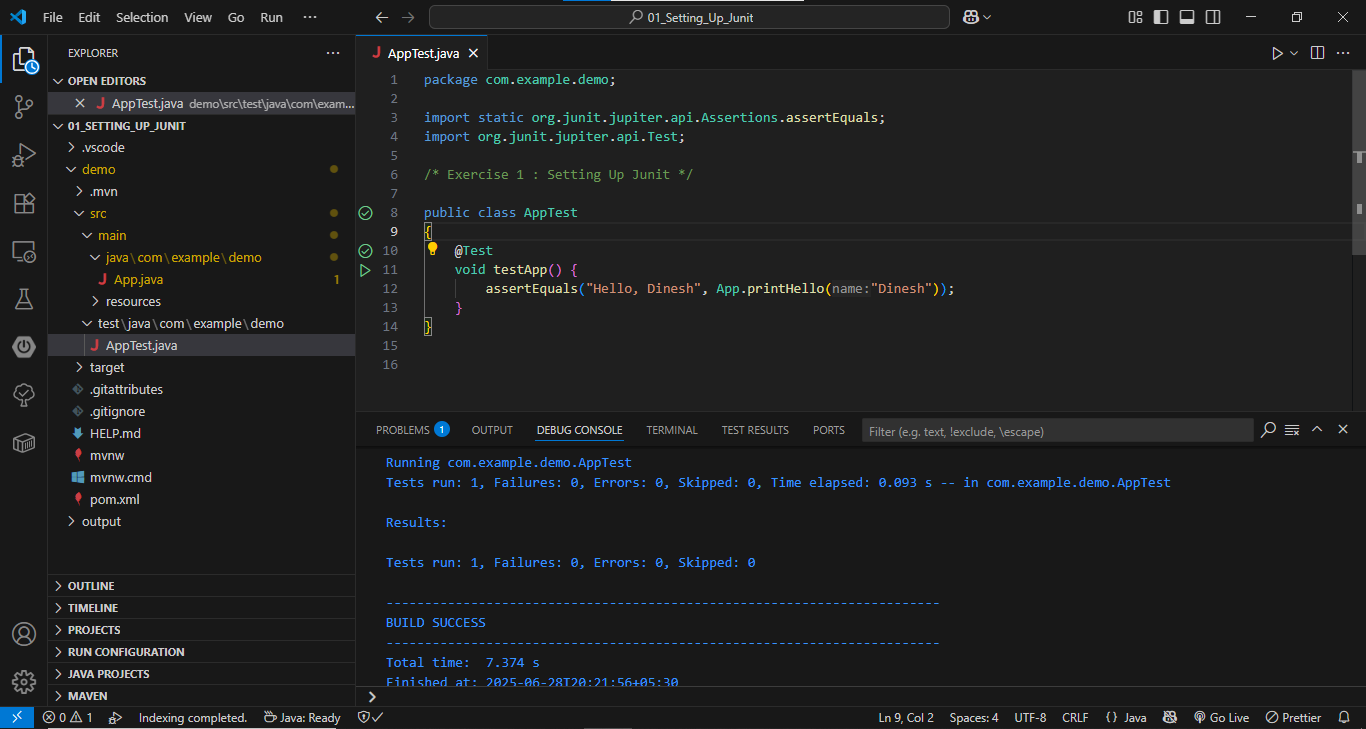 File Edit Selection View Go Run ···
01_Setting_Up_Junit
EXPLORER
OPEN EDITORS
AppTest.java demo\src\test\java\com\exam...
01_SETTING_UP_JUNIT
.vscode
demo
.mvn
src
main
java\com\example\demo
App.java 1
resources
test\java\com\example\demo
AppTest.java
target
.gitattributes
.gitignore
HELP.md
mvnw
mvnw.cmd
pom.xml
output
OUTLINE
TIMELINE
PROJECTS
RUN CONFIGURATION
JAVA PROJECTS
MAVEN
AppTest.java
1 package com.example.demo;
2
3 import static org.junit.jupiter.api.Assertions.assertEquals;
4 import org.junit.jupiter.api.Test;
5
6 /* Exercise 1 : Setting Up Junit */
7
8 public class AppTest
9 {
10 @Test
11 void testApp() {
12 assertEquals("Hello, Dinesh", App.printHello(name:"Dinesh"));
13 }
14 }
15
16
PROBLEMS 1 OUTPUT DEBUG CONSOLE TERMINAL TEST RESULTS PORTS Filter (e.g. text, !exclude, \escape)
Running com.example.demo.AppTest
Tests run: 1, Failures: 0, Errors: 0, Skipped: 0, Time elapsed: 0.093 s -- in com.example.demo.AppTest
Results:
Tests run: 1, Failures: 0, Errors: 0, Skipped: 0
------------------------------------------------------------------------
BUILD SUCCESS
------------------------------------------------------------------------
Total time:  7.374 s
Finished at: 2025-06-28T20:21:56+05:30
0 1 Indexing completed. Java: Ready Ln 9, Col 2 Spaces: 4 UTF-8 CRLF {} Java Go Live Prettier